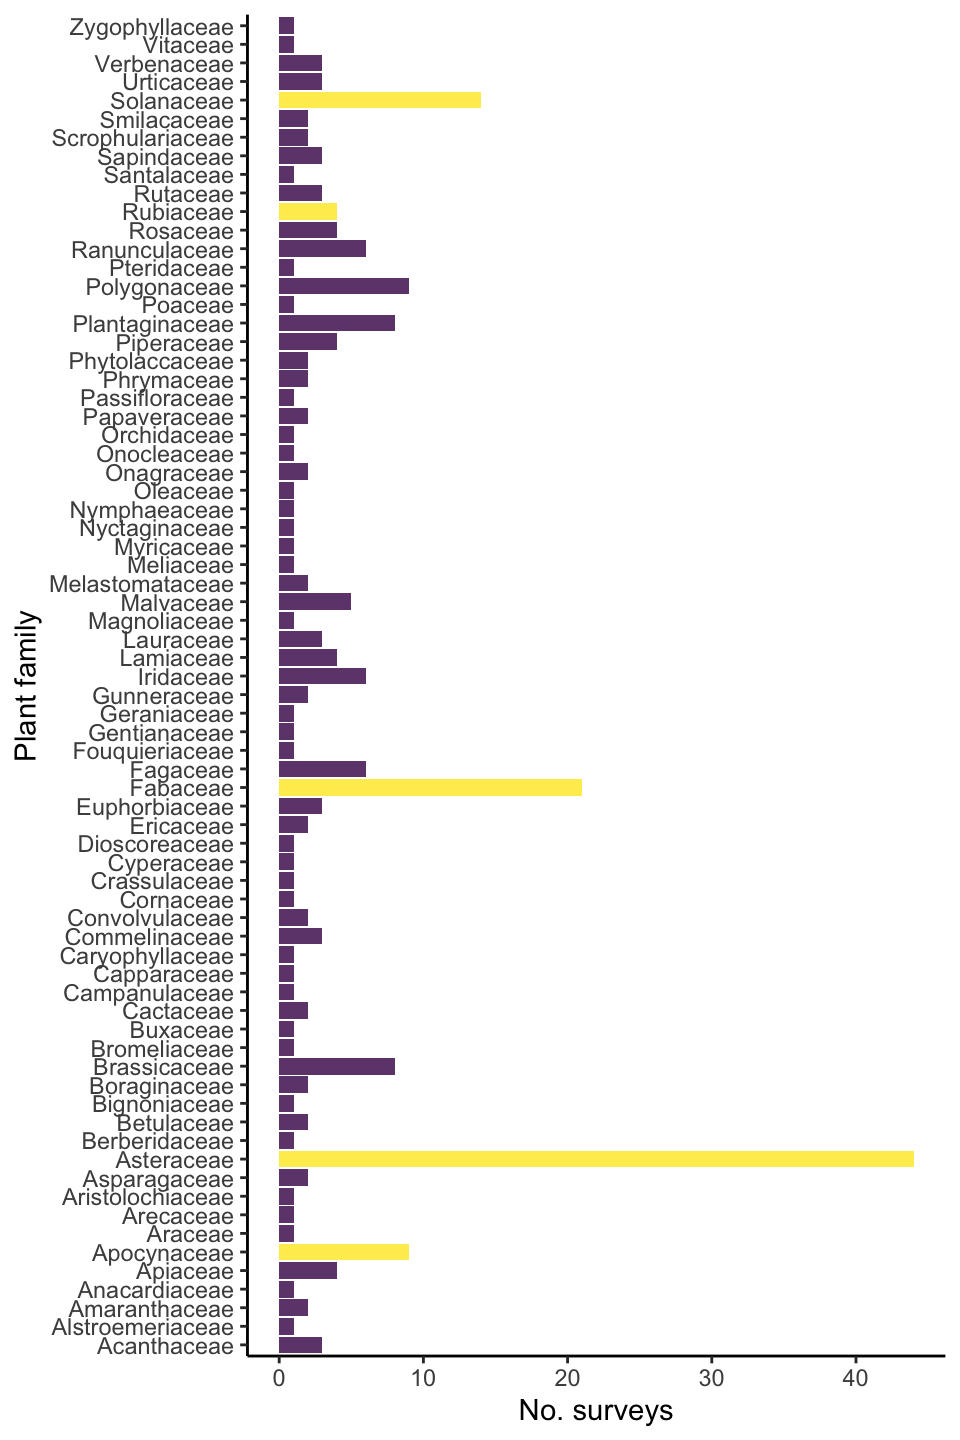 Zygophyllaceae
Vitaceae
Verbenaceae
Urticaceae
Solanaceae
Smilacaceae
Scrophulariaceae
Sapindaceae
Santalaceae
Rutaceae
Rubiaceae
Rosaceae
Ranunculaceae
Pteridaceae
Polygonaceae
Poaceae
Plantaginaceae
Piperaceae
Phytolaccaceae
Phrymaceae
Passifloraceae
Papaveraceae
Orchidaceae
Onocleaceae
Onagraceae
Oleaceae
Nymphaeaceae
Nyctaginaceae
Myricaceae
Meliaceae
Melastomataceae
Malvaceae
Magnoliaceae
Lauraceae
Lamiaceae
Iridaceae
Gunneraceae
Geraniaceae
Gentianaceae
Fouquieriaceae
Fagaceae
Fabaceae
Euphorbiaceae
Ericaceae
Dioscoreaceae
Cyperaceae
Crassulaceae
Cornaceae
Convolvulaceae
Commelinaceae
Caryophyllaceae
Capparaceae
Campanulaceae
Cactaceae
Buxaceae
Bromeliaceae
Brassicaceae
Boraginaceae
Bignoniaceae
Betulaceae
Berberidaceae
Asteraceae
Asparagaceae
Aristolochiaceae
Arecaceae
Araceae
Apocynaceae
Apiaceae
Anacardiaceae
Amaranthaceae
Alstroemeriaceae
Acanthaceae
Plant family
0 10 20 30 40
No. surveys